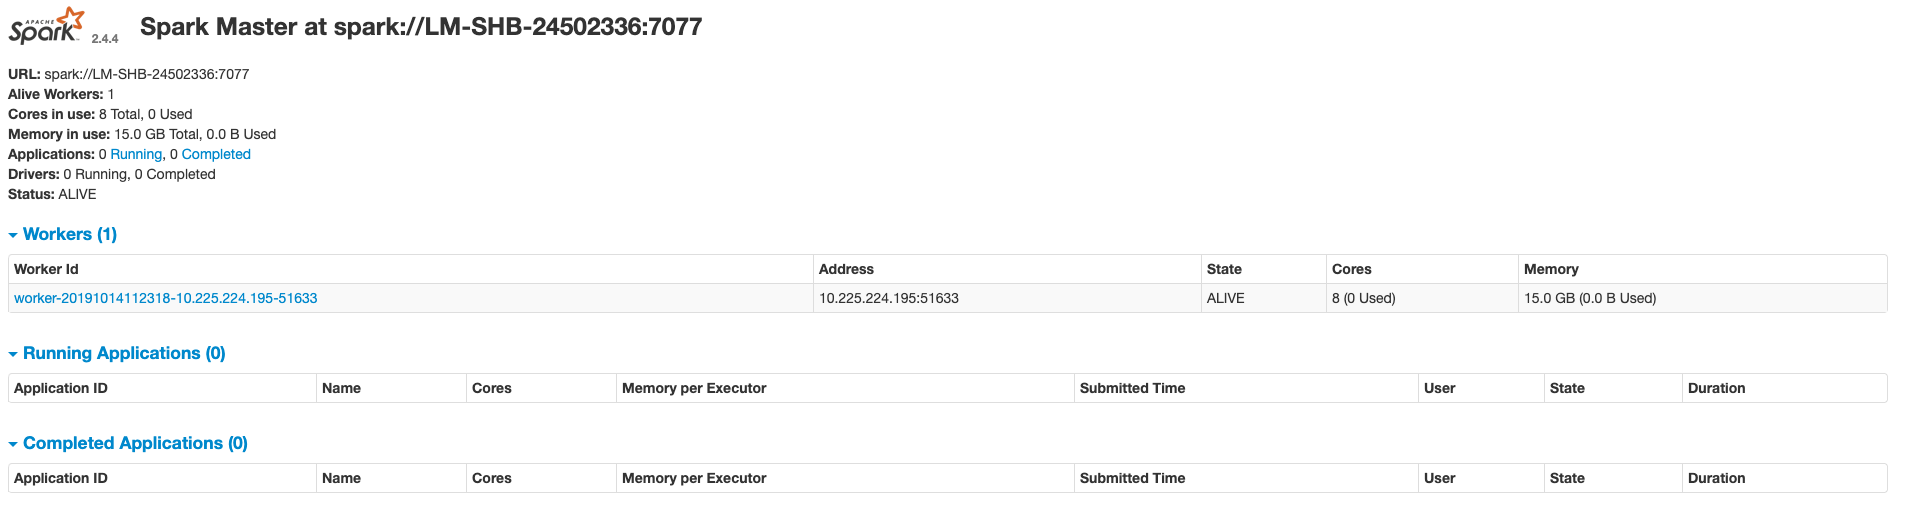 APACHE
Spark 2.4.4 Spark Master at spark://LM-SHB-24502336:7077
URL: spark://LM-SHB-24502336:7077
Alive Workers: 1
Cores in use: 8 Total, 0 Used
Memory in use: 15.0 GB Total, 0.0 B Used
Applications: 0 Running, 0 Completed
Drivers: 0 Running, 0 Completed
Status: ALIVE
Workers (1)
Worker Id Address State Cores Memory
worker-20191014112318-10.225.224.195-51633 10.225.224.195:51633 ALIVE 8 (0 Used) 15.0 GB (0.0 B Used)
Running Applications (0)
Application ID Name Cores Memory per Executor Submitted Time User State Duration
Completed Applications (0)
Application ID Name Cores Memory per Executor Submitted Time User State Duration